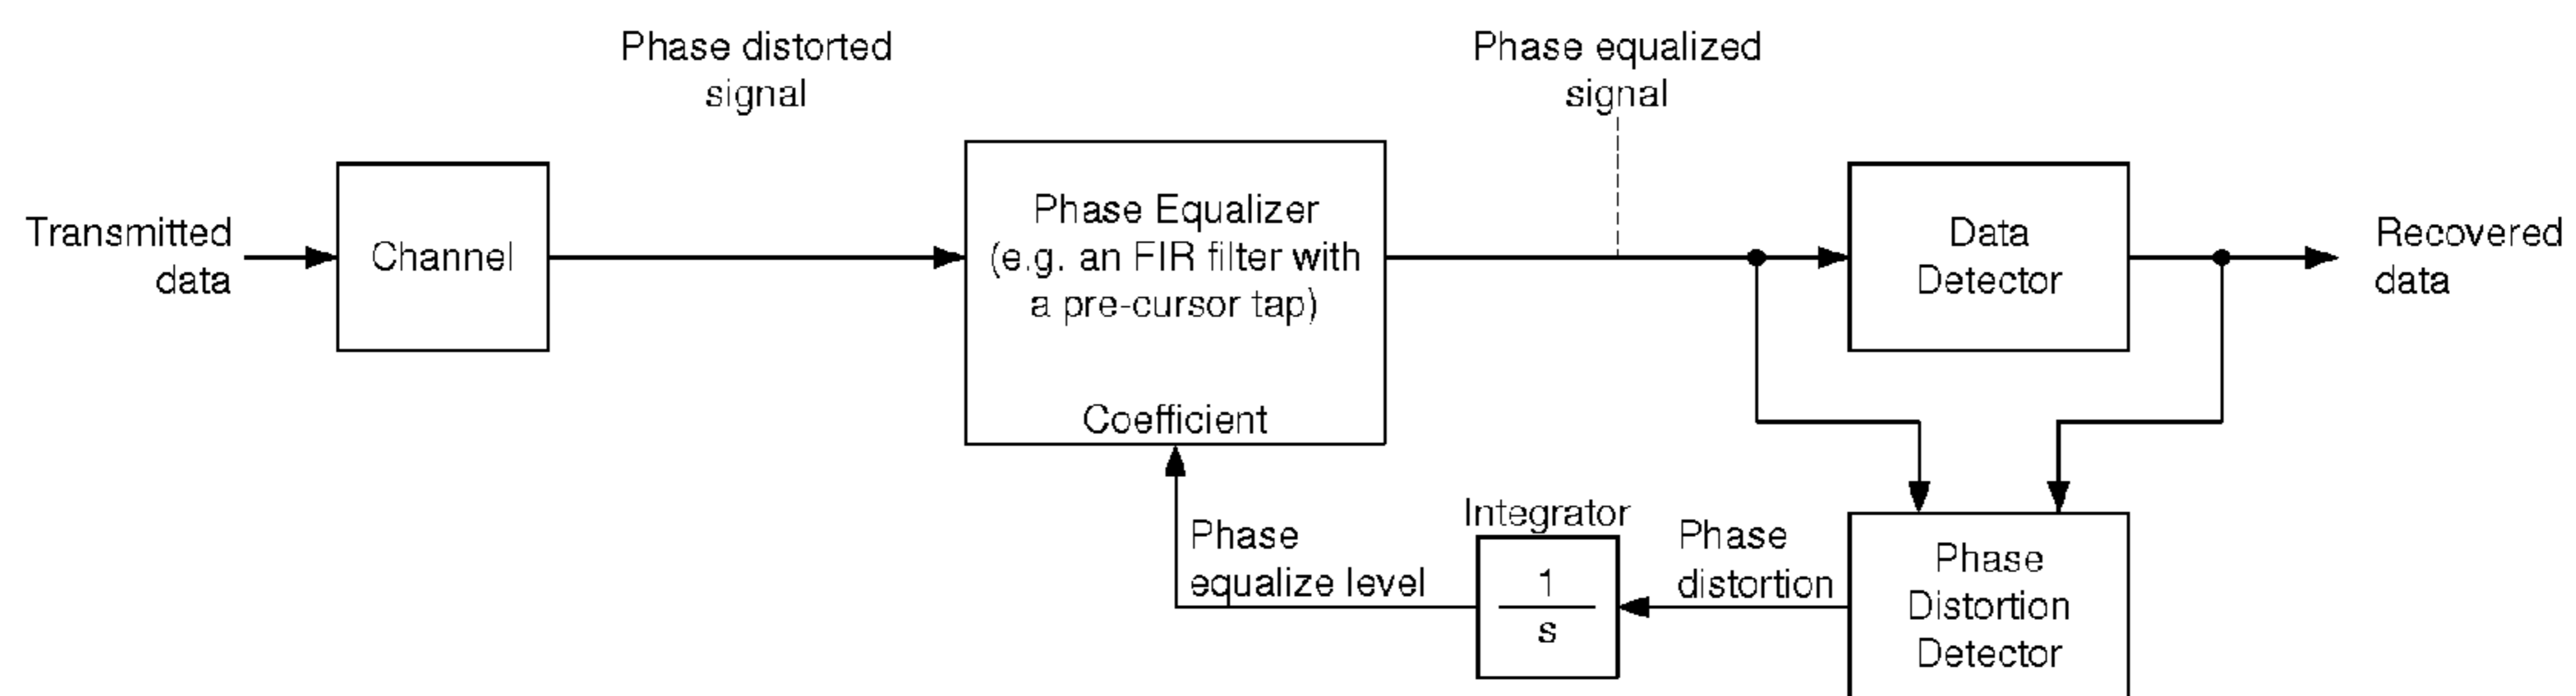 Phase distorted
signal
Phase equalized
signal
Transmitted
data
Channel
Phase Equalizer
(e.g. an FIR filter with
a pre-cursor tap)
Coefficient
Data
Detector
Recovered
data
Phase
equalize level
Integrator
1
s
Phase
distortion
Phase
Distortion
Detector